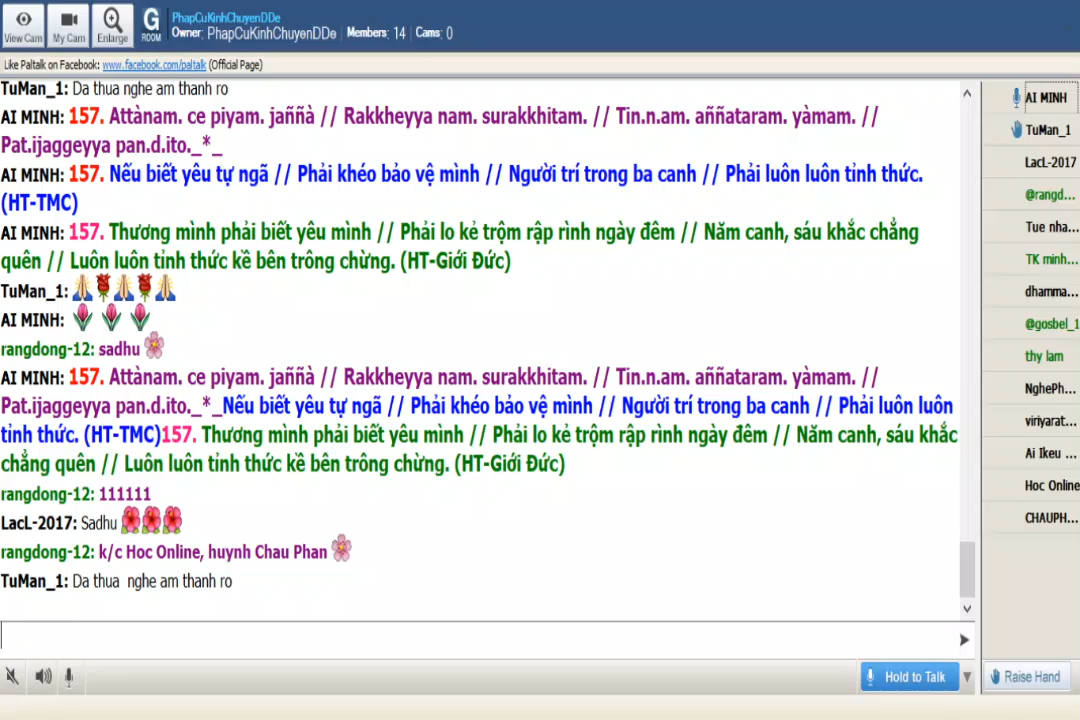 PhapCuKinhChuyenDDe
G
ROOM
Owner: PhapCuKinhChuyenDDe | Members: 14 | Cams: 0
View Cam My Cam Enlarge
Like Paltalk on Facebook: www.facebook.com/paltalk (Official Page)
TuMan_1: Da thua nghe am thanh ro
AI MINH: 157. Attànam. ce piyam. jaññà // Rakkheyya nam. surakkhitam. // Tin.n.am. aññataram. yàmam. //
Pat.ijaggeyya pan.d.ito._*_
AI MINH: 157. Nếu biết yêu tự ngã // Phải khéo bảo vệ mình // Người trí trong ba canh // Phải luôn luôn tỉnh thức.
(HT-TMC)
AI MINH: 157. Thương mình phải biết yêu mình // Phải lo kẻ trộm rập rình ngày đêm // Năm canh, sáu khắc chẳng
quên // Luôn luôn tỉnh thức kề bên trông chừng. (HT-Giới Đức)
TuMan_1:
AI MINH:
rangdong-12: sadhu
AI MINH: 157. Attànam. ce piyam. jaññà // Rakkheyya nam. surakkhitam. // Tin.n.am. aññataram. yàmam. //
Pat.ijaggeyya pan.d.ito._*_Nếu biết yêu tự ngã // Phải khéo bảo vệ mình // Người trí trong ba canh // Phải luôn luôn
tỉnh thức. (HT-TMC)157. Thương mình phải biết yêu mình // Phải lo kẻ trộm rập rình ngày đêm // Năm canh, sáu khắc
chẳng quên // Luôn luôn tỉnh thức kề bên trông chừng. (HT-Giới Đức)
rangdong-12: 111111
LacL-2017: Sadhu
rangdong-12: k/c Hoc Online, huynh Chau Phan
TuMan_1: Da thua  nghe am thanh ro
AI MINH
TuMan_1
LacL-2017
@rangd...
Tue nha...
TK minh...
dhamma...
@gosbel_1
thy lam
NghePh...
viriyarat...
Ai Ikeu ...
Hoc Online
CHAUPH...
Hold to Talk
Raise Hand